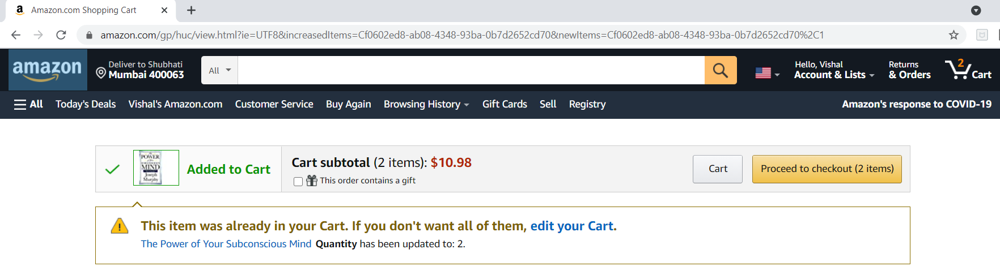 Amazon.com Shopping Cart
amazon.com/gp/huc/view.html?ie=UTF8&increasedItems=Cf0602ed8-ab08-4348-93ba-0b7d2652cd70&newItems=Cf0602ed8-ab08-4348-93ba-0b7d2652cd70%2C1
amazon
Deliver to Shubhati
Mumbai 400063
All
Hello, Vishal
Account & Lists
Returns
& Orders
2
Cart
All Today's Deals Vishal's Amazon.com Customer Service Buy Again Browsing History Gift Cards Sell Registry Amazon's response to COVID-19
POWER
MIND
Joseph
Murphy
Added to Cart
Cart subtotal (2 items): $10.98
This order contains a gift
Cart
Proceed to checkout (2 items)
This item was already in your Cart. If you don't want all of them, edit your Cart.
The Power of Your Subconscious Mind Quantity has been updated to: 2.